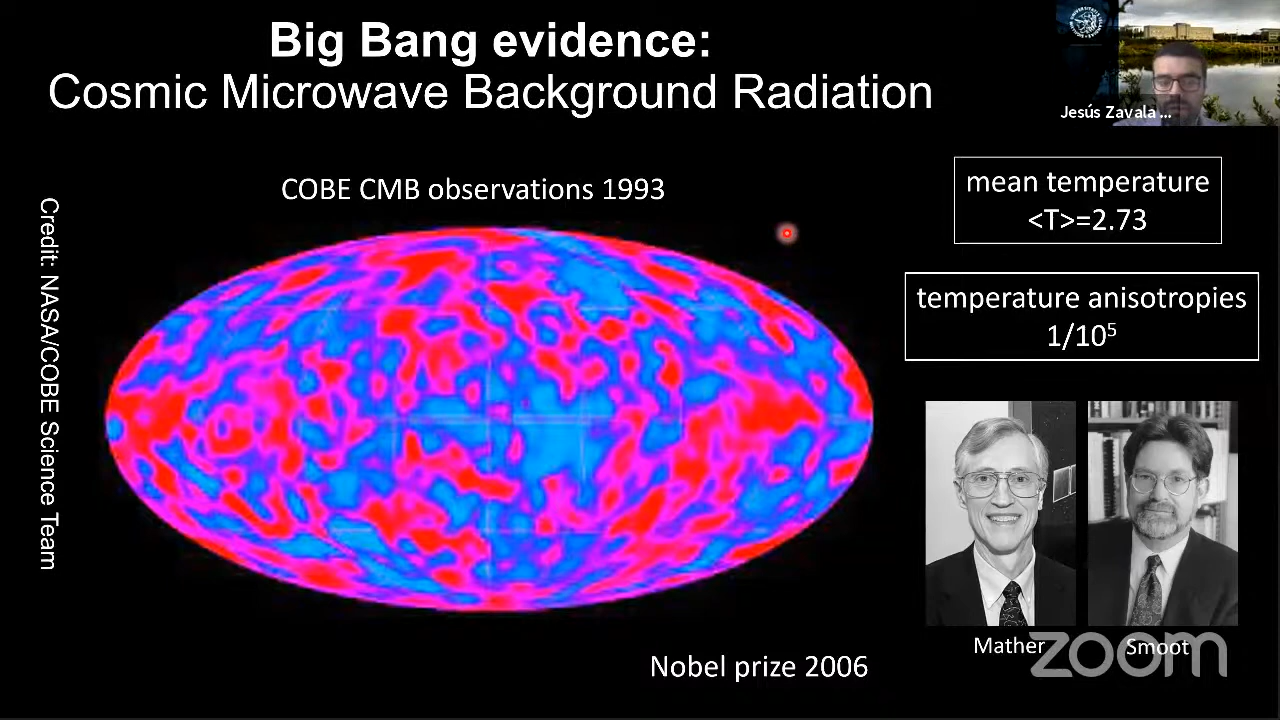 Big Bang evidence:
Cosmic Microwave Background Radiation
Jesús Zavala ...
COBE CMB observations 1993
mean temperature
<T>=2.73
temperature anisotropies
1/10⁵
Credit: NASA/COBE Science Team
Mather
Smoot
zoom
Nobel prize 2006